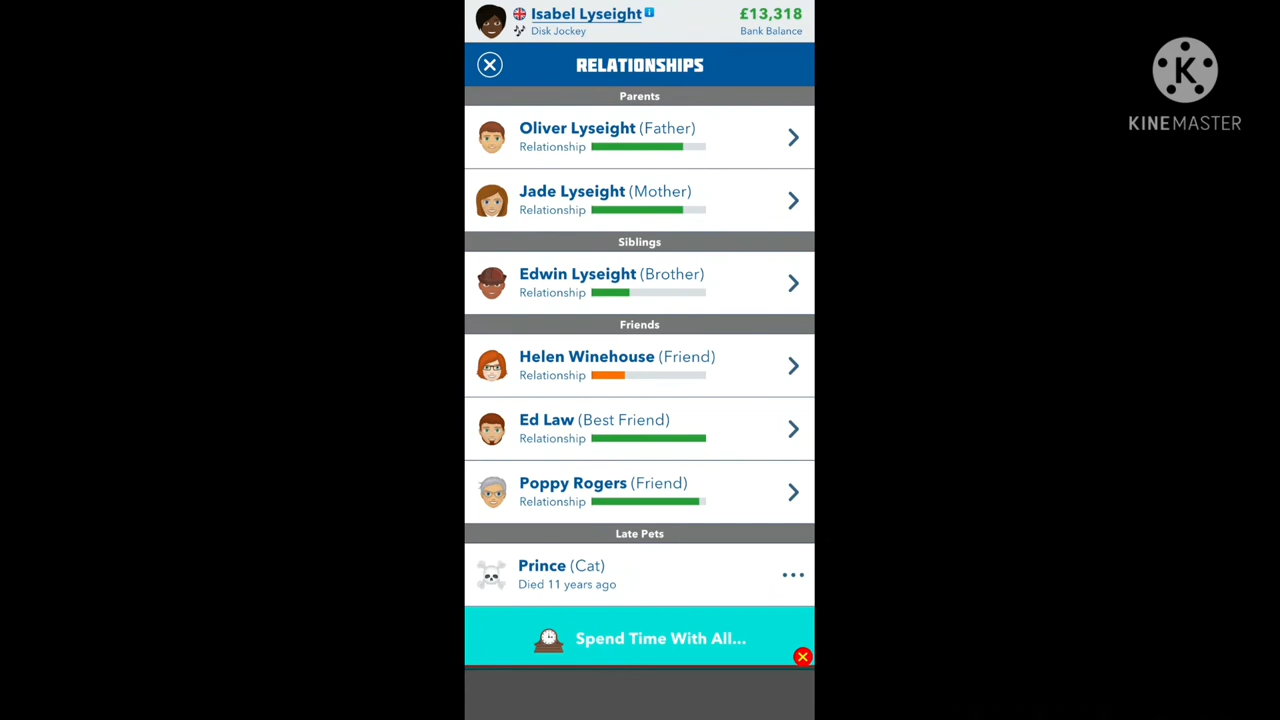 Isabel Lyseight
£13,318
Disk Jockey
Bank Balance
RELATIONSHIPS
Parents
Oliver Lyseight (Father)
Relationship
Jade Lyseight (Mother)
Relationship
Siblings
Edwin Lyseight (Brother)
Relationship
Friends
Helen Winehouse (Friend)
Relationship
Ed Law (Best Friend)
Relationship
Poppy Rogers (Friend)
Relationship
Late Pets
Prince (Cat)
Died 11 years ago
Spend Time With All...
K
KINEMASTER